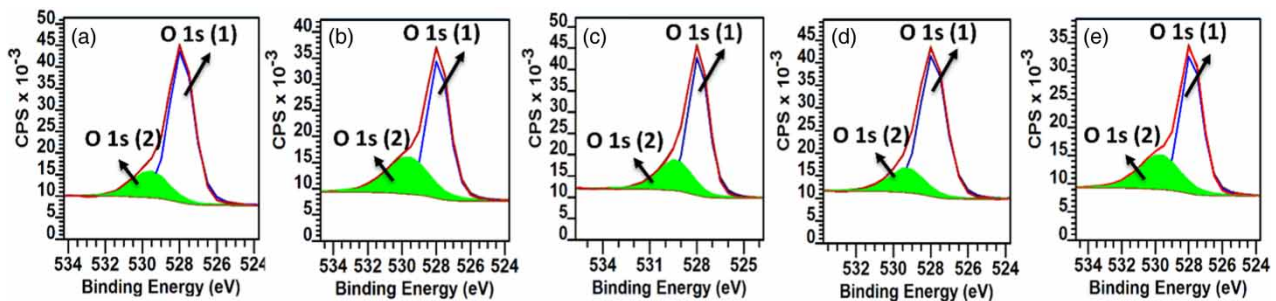 (a)
O 1s (1)
O 1s (2)
CPS x 10-3
50
45
40
35
30
25
20
15
10
5
0
534 532 530 528 526 524
Binding Energy (eV)
(b)
O 1s (1)
O 1s (2)
CPS x 10-3
40
35
30
25
20
15
10
5
0
534 532 530 528 526 524
Binding Energy (eV)
(c)
O 1s (1)
O 1s (2)
CPS x 10-3
50
45
40
35
30
25
20
15
10
5
0
534 531 528 525
Binding Energy (eV)
(d)
O 1s (1)
O 1s (2)
CPS x 10-3
45
40
35
30
25
20
15
10
5
0
532 530 528 526 524
Binding Energy (eV)
(e)
O 1s (1)
O 1s (2)
CPS x 10-3
35
30
25
20
15
10
5
0
534 532 530 528 526 524
Binding Energy (eV)